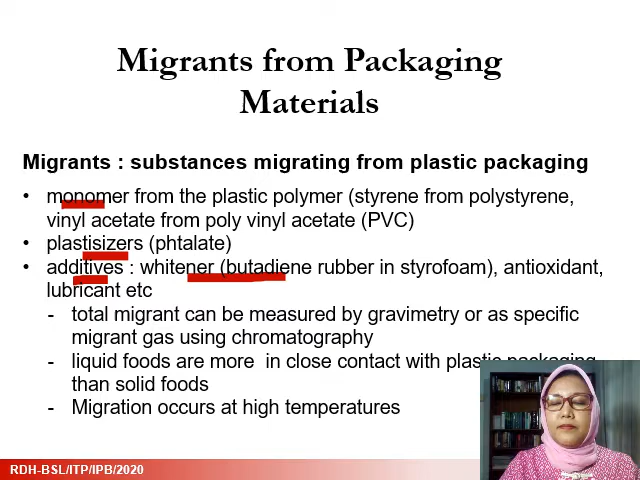 Migrants from Packaging
Materials
Migrants : substances migrating from plastic packaging
• monomer from the plastic polymer (styrene from polystyrene,
vinyl acetate from poly vinyl acetate (PVC)
• plastisizers (phtalate)
• additives : whitener (butadiene rubber in styrofoam), antioxidant,
lubricant etc
- total migrant can be measured by gravimetry or as specific
migrant gas using chromatography
- liquid foods are more in close contact with plastic packaging
than solid foods
- Migration occurs at high temperatures
RDH-BSL/ITP/IPB/2020